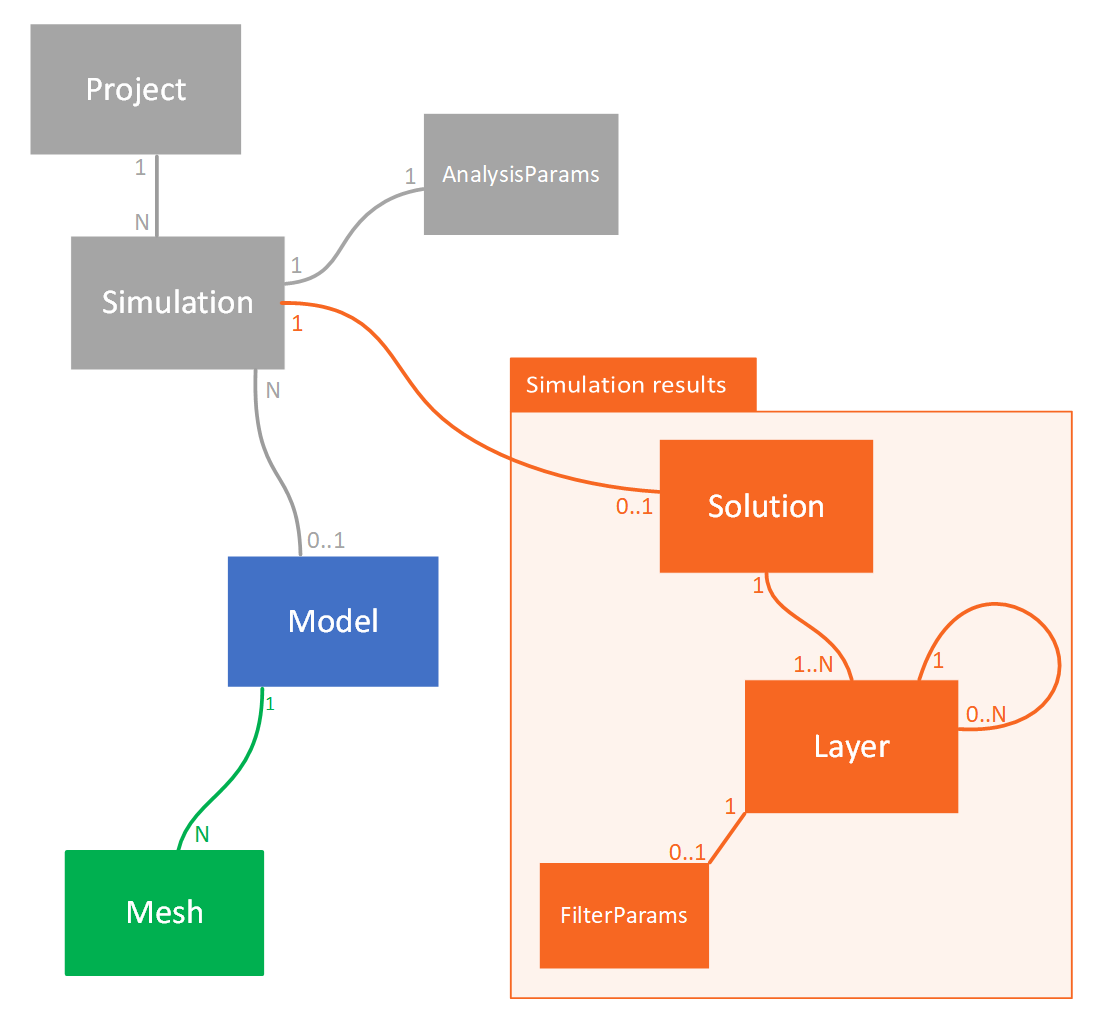 Project
1
N
AnalysisParams
1
1
Simulation
1
N
Simulation results
Solution
0..1
0..1
1
Model
1..N
1
0..N
1
Layer
1
0..1
N
Mesh
FilterParams